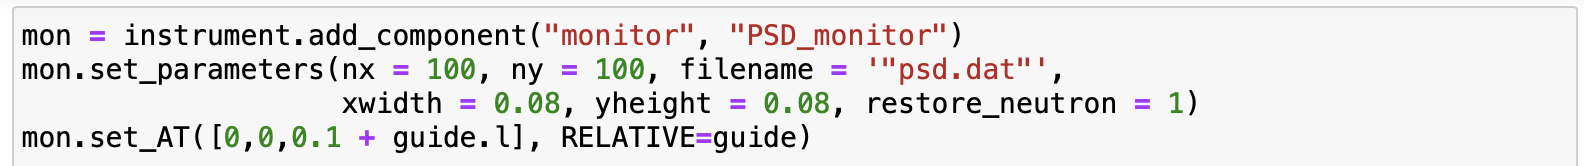 mon = instrument.add_component("monitor", "PSD_monitor")
mon.set_parameters(nx = 100, ny = 100, filename = '"psd.dat"',
                   xwidth = 0.08, yheight = 0.08, restore_neutron = 1)
mon.set_AT([0,0,0.1 + guide.l], RELATIVE=guide)